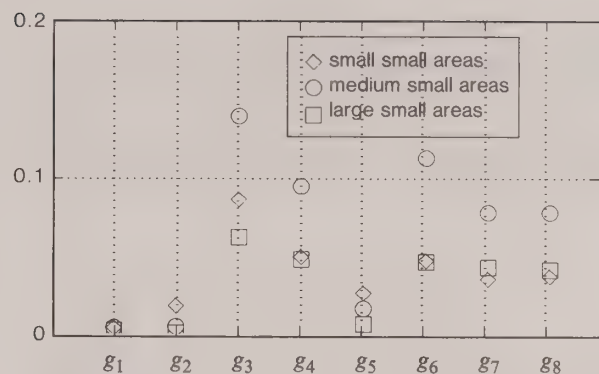 0.2
small small areas
medium small areas
large small areas
0.1
0
g1 g2 g3 g4 g5 g6 g7 g8